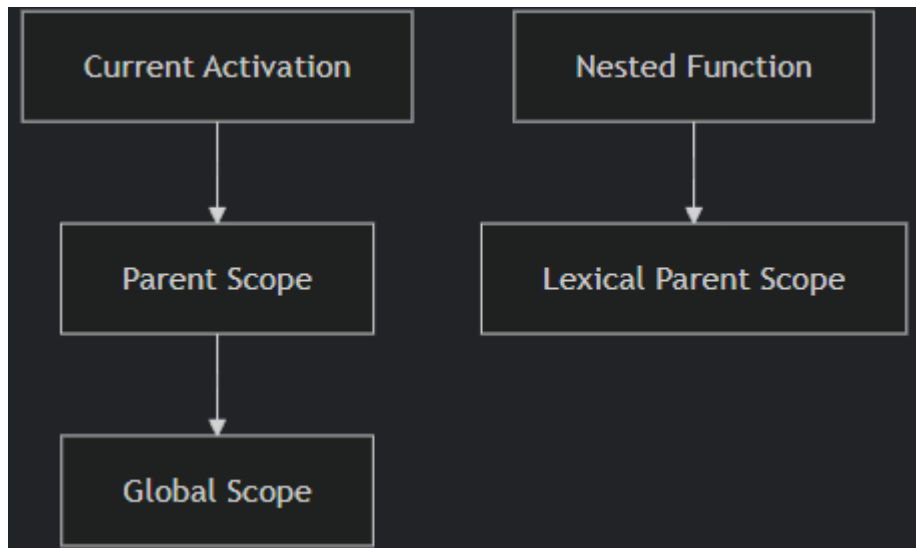 Current Activation
Nested Function
Parent Scope
Lexical Parent Scope
Global Scope